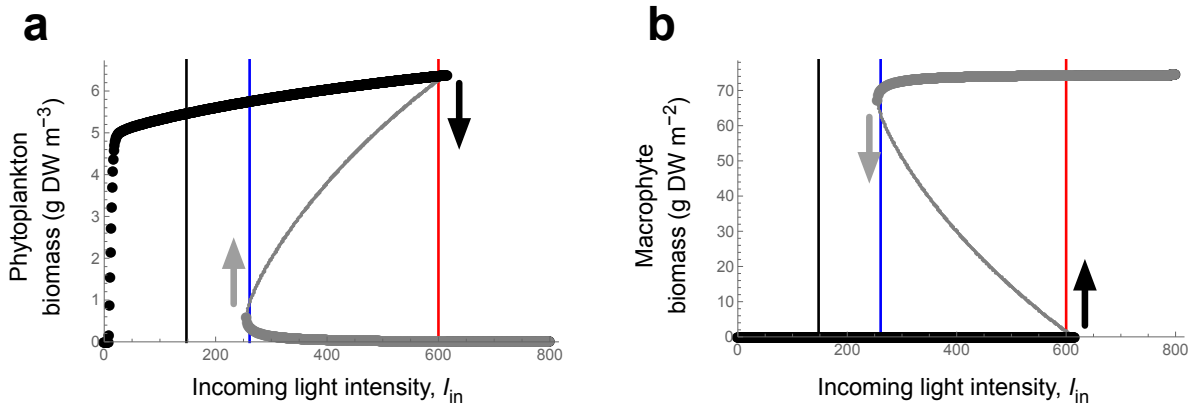 a
Phytoplankton
biomass (g DW m⁻³)
6
5
4
3
2
1
0
0 200 400 600 800
Incoming light intensity, Iin
b
Macrophyte
biomass (g DW m⁻²)
70
60
50
40
30
20
10
0
0 200 400 600 800
Incoming light intensity, Iin